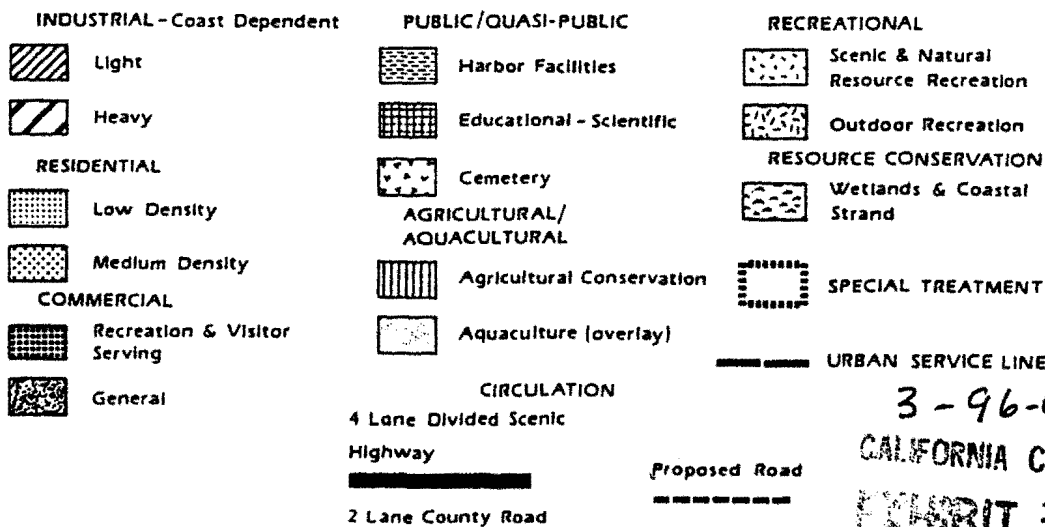 INDUSTRIAL - Coast Dependent
Light
Heavy
RESIDENTIAL
Low Density
Medium Density
COMMERCIAL
Recreation & Visitor
Serving
General
PUBLIC/QUASI-PUBLIC
Harbor Facilities
Educational - Scientific
Cemetery
AGRICULTURAL/
AQUACULTURAL
Agricultural Conservation
Aquaculture (overlay)
CIRCULATION
4 Lane Divided Scenic
Highway
2 Lane County Road
Proposed Road
RECREATIONAL
Scenic & Natural
Resource Recreation
Outdoor Recreation
RESOURCE CONSERVATION
Wetlands & Coastal
Strand
SPECIAL TREATMENT
URBAN SERVICE LINE
3-96-
CALIFORNIA C
EXHIBIT